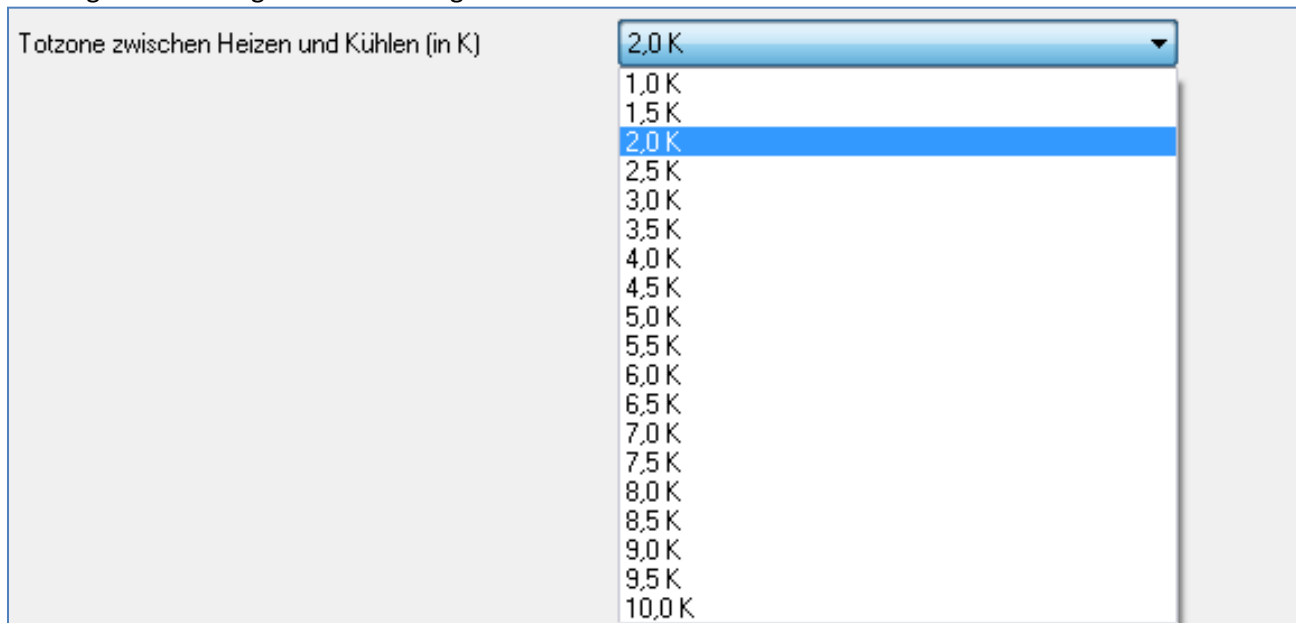 Totzone zwischen Heizen und Kühlen (in K) 2,0 K
1,0 K
1,5 K
2,0 K
2,5 K
3,0 K
3,5 K
4,0 K
4,5 K
5,0 K
5,5 K
6,0 K
6,5 K
7,0 K
7,5 K
8,0 K
8,5 K
9,0 K
9,5 K
10,0 K